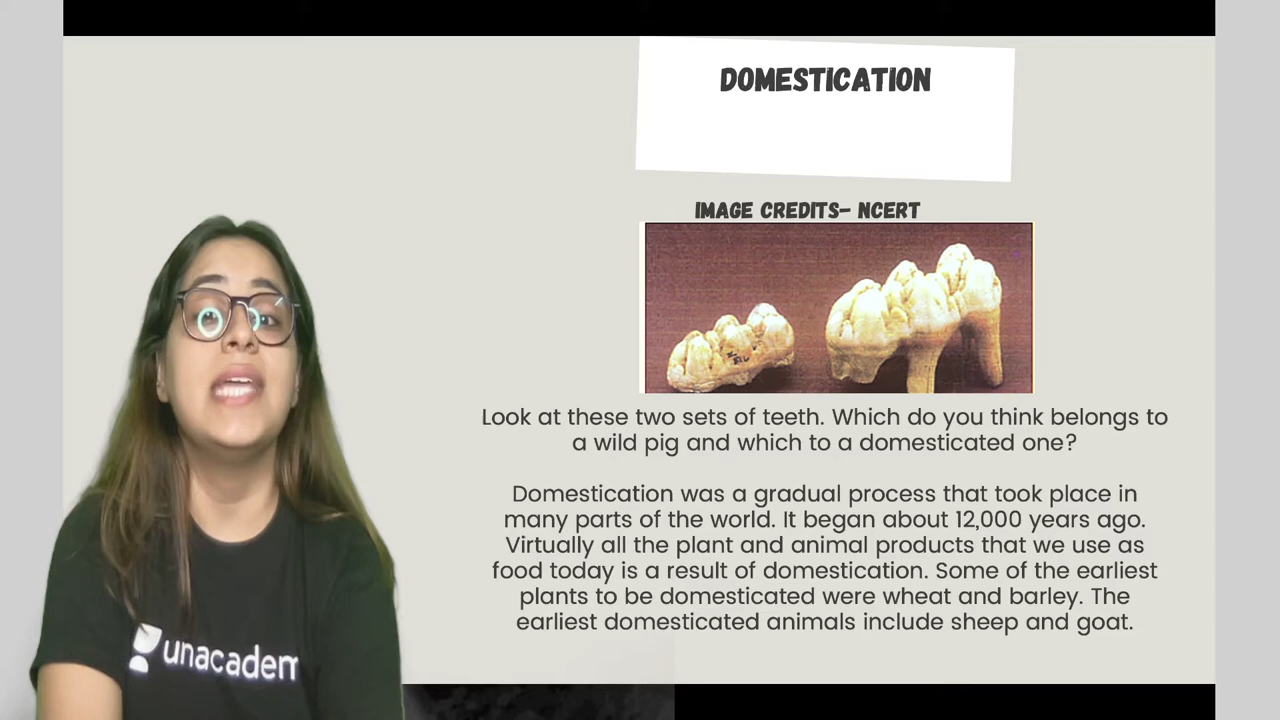 DOMESTICATION
IMAGE CREDITS- NCERT
Look at these two sets of teeth. Which do you think belongs to
a wild pig and which to a domesticated one?
Domestication was a gradual process that took place in
many parts of the world. It began about 12,000 years ago.
Virtually all the plant and animal products that we use as
food today is a result of domestication. Some of the earliest
plants to be domesticated were wheat and barley. The
earliest domesticated animals include sheep and goat.
unacadem